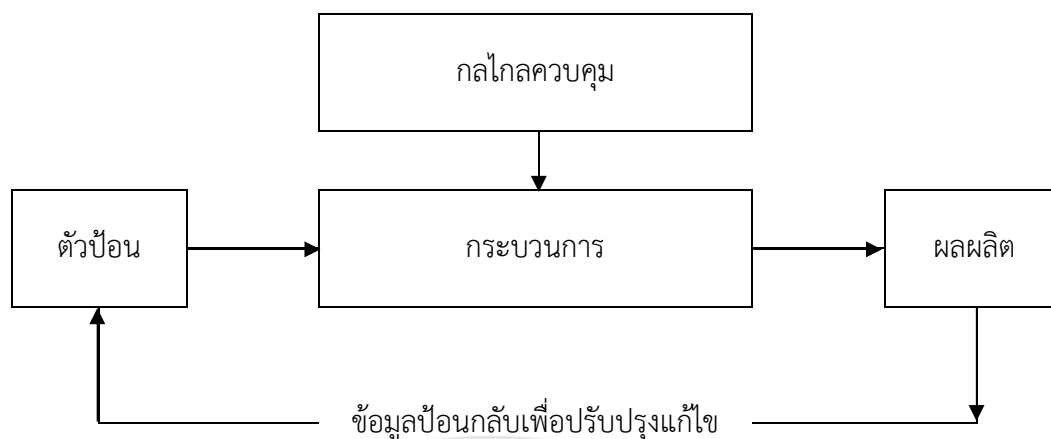 กลไกลควบคุม
ตัวป้อน
กระบวนการ
ผลผลิต
ข้อมูลป้อนกลับเพื่อปรับปรุงแก้ไข